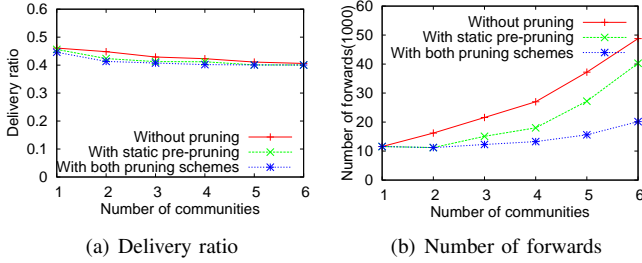 0.6
0.5
0.4
0.3
0.2
0.1
0
Delivery ratio
Without pruning
With static pre-pruning
With both pruning schemes
1 2 3 4 5 6
Number of communities
(a) Delivery ratio
60
50
40
30
20
10
0
Number of forwards(1000)
Without pruning
With static pre-pruning
With both pruning schemes
1 2 3 4 5 6
Number of communities
(b) Number of forwards